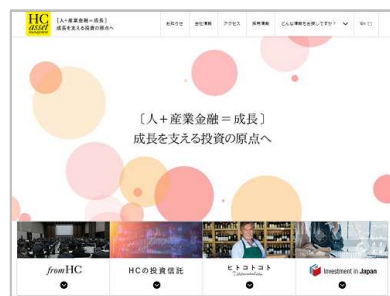 HC
asset
management
［人+産業金融=成長］
成長を支える投資の原点へ
お知らせ 会社情報 アクセス 採用情報 どんな情報をお探しですか？
［人+産業金融=成長］
成長を支える投資の原点へ
from HC
HCの投資信託
ヒトコトコト
Investment in Japan